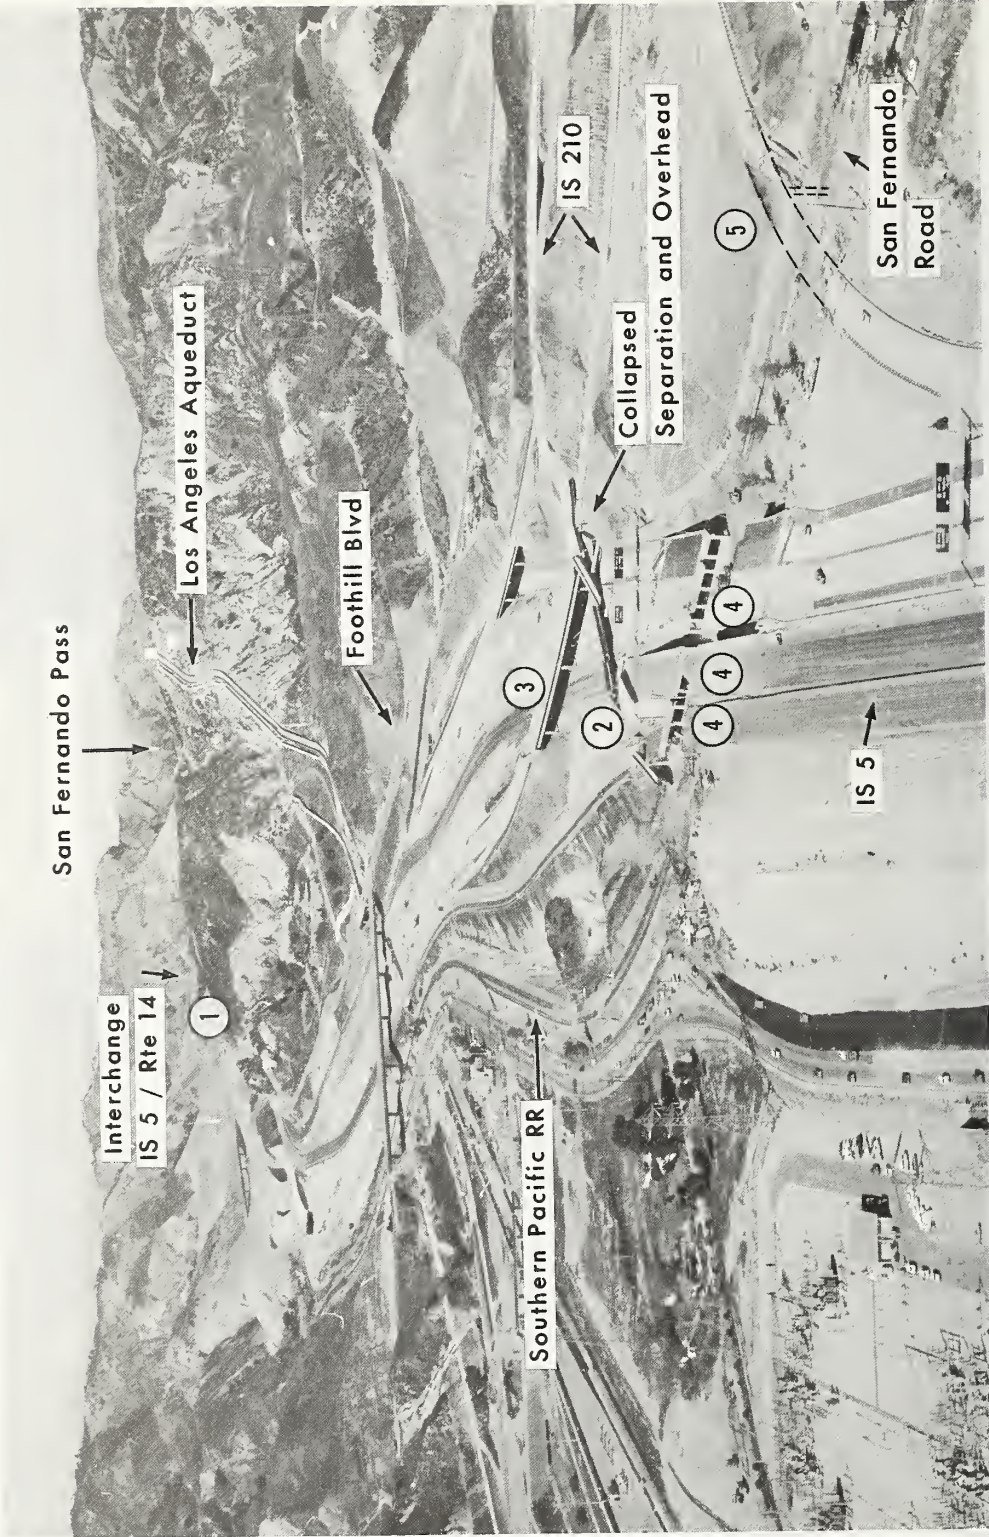 San Fernando Pass
Interchange
IS 5 / Rte 14
1
Los Angeles Aqueduct
Foothill Blvd
Southern Pacific RR
3
2
IS 210
Collapsed
Separation and Overhead
4
4
4
5
IS 5
San Fernando
Road